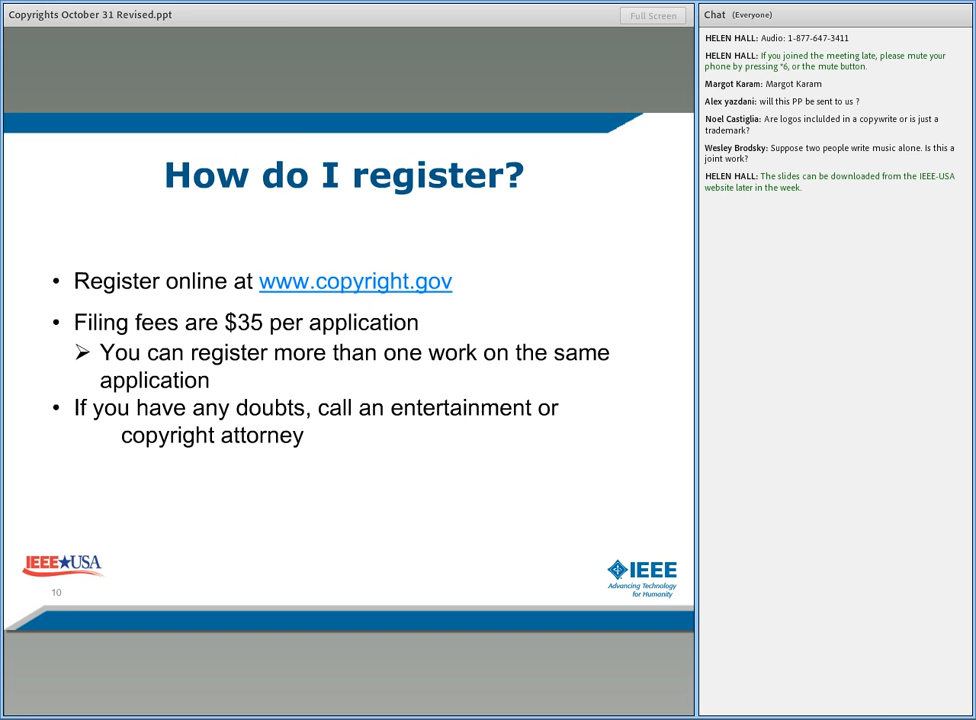 Copyrights October 31 Revised.ppt
Full Screen
How do I register?
• Register online at www.copyright.gov
• Filing fees are $35 per application
➢ You can register more than one work on the same
application
• If you have any doubts, call an entertainment or
copyright attorney
IEEE★USA
10
IEEE
Advancing Technology
for Humanity
Chat (Everyone)
HELEN HALL: Audio: 1-877-647-3411
HELEN HALL: If you joined the meeting late, please mute your
phone by pressing *6, or the mute button.
Margot Karam: Margot Karam
Alex yazdani: will this PP be sent to us ?
Noel Castiglia: Are logos inclulded in a copywrite or is just a
trademark?
Wesley Brodsky: Suppose two people write music alone. Is this a
joint work?
HELEN HALL: The slides can be downloaded from the IEEE-USA
website later in the week.